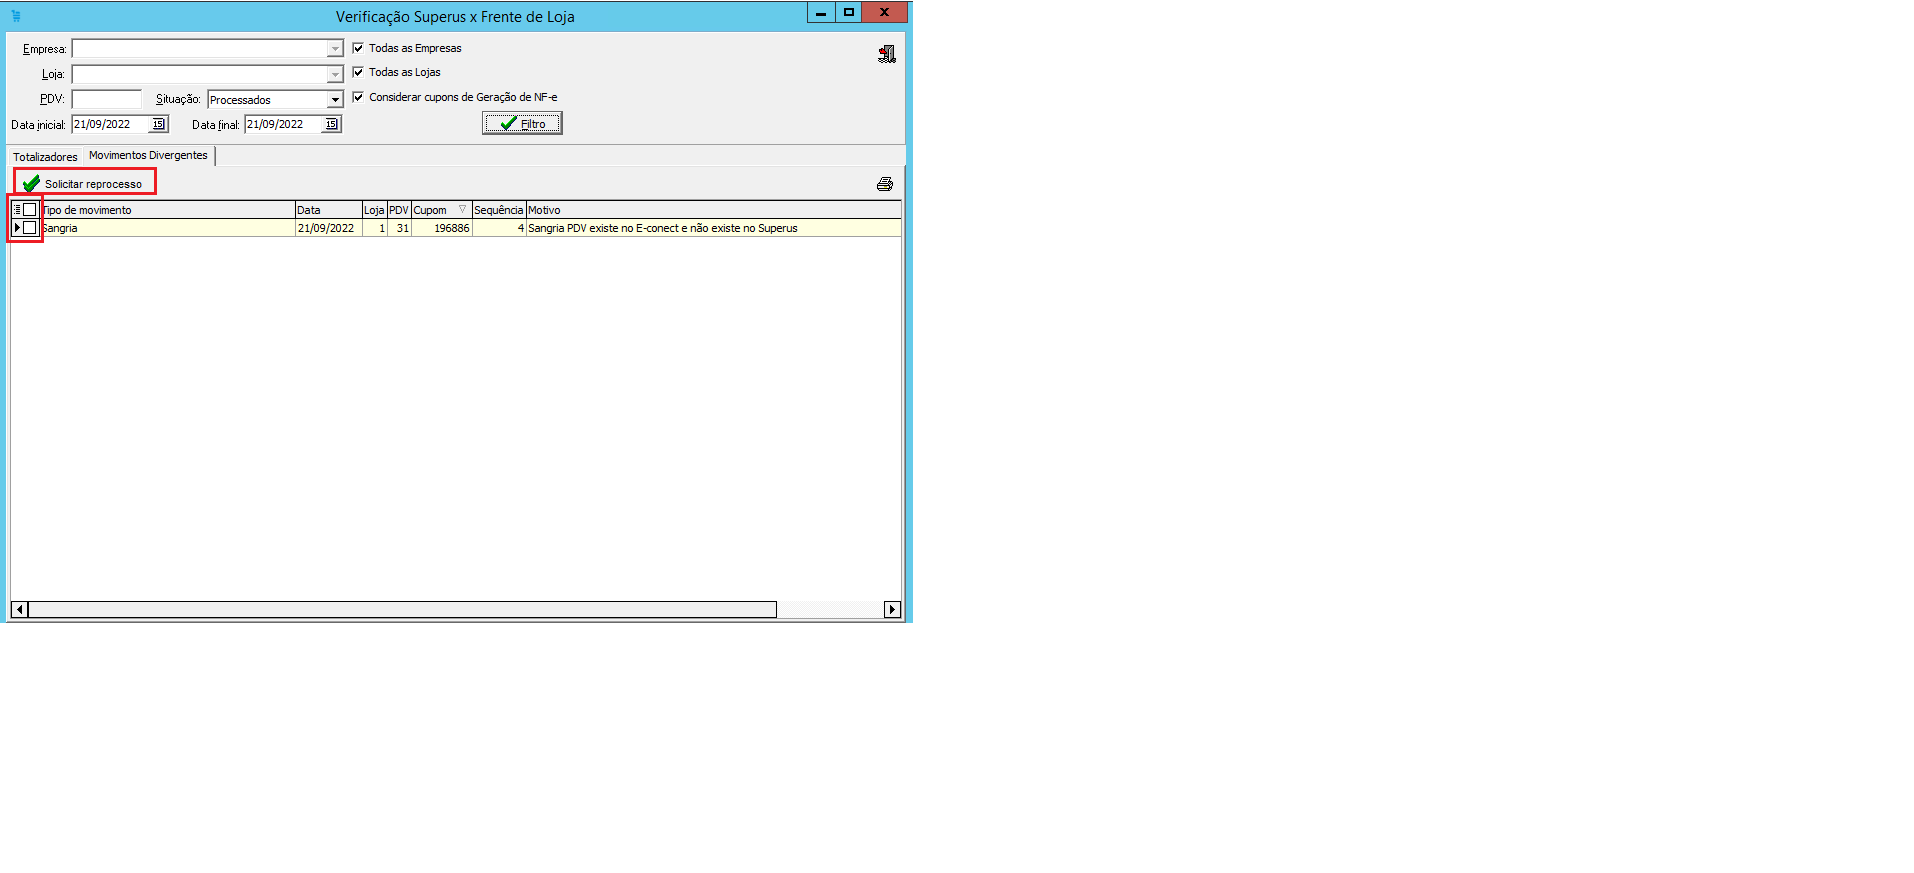 Verificação Superus x Frente de Loja
Empresa: Todas as Empresas
Loja: Todas as Lojas
PDV: Situação: Processados Considerar cupons de Geração de NF-e
Data inicial: 21/09/2022 15 Data final: 21/09/2022 15 Filtro
Totalizadores Movimentos Divergentes
Solicitar reprocesso
Tipo de movimento Data Loja PDV Cupom Sequência Motivo
Sangria 21/09/2022 1 31 196886 4 Sangria PDV existe no E-conect e não existe no Superus